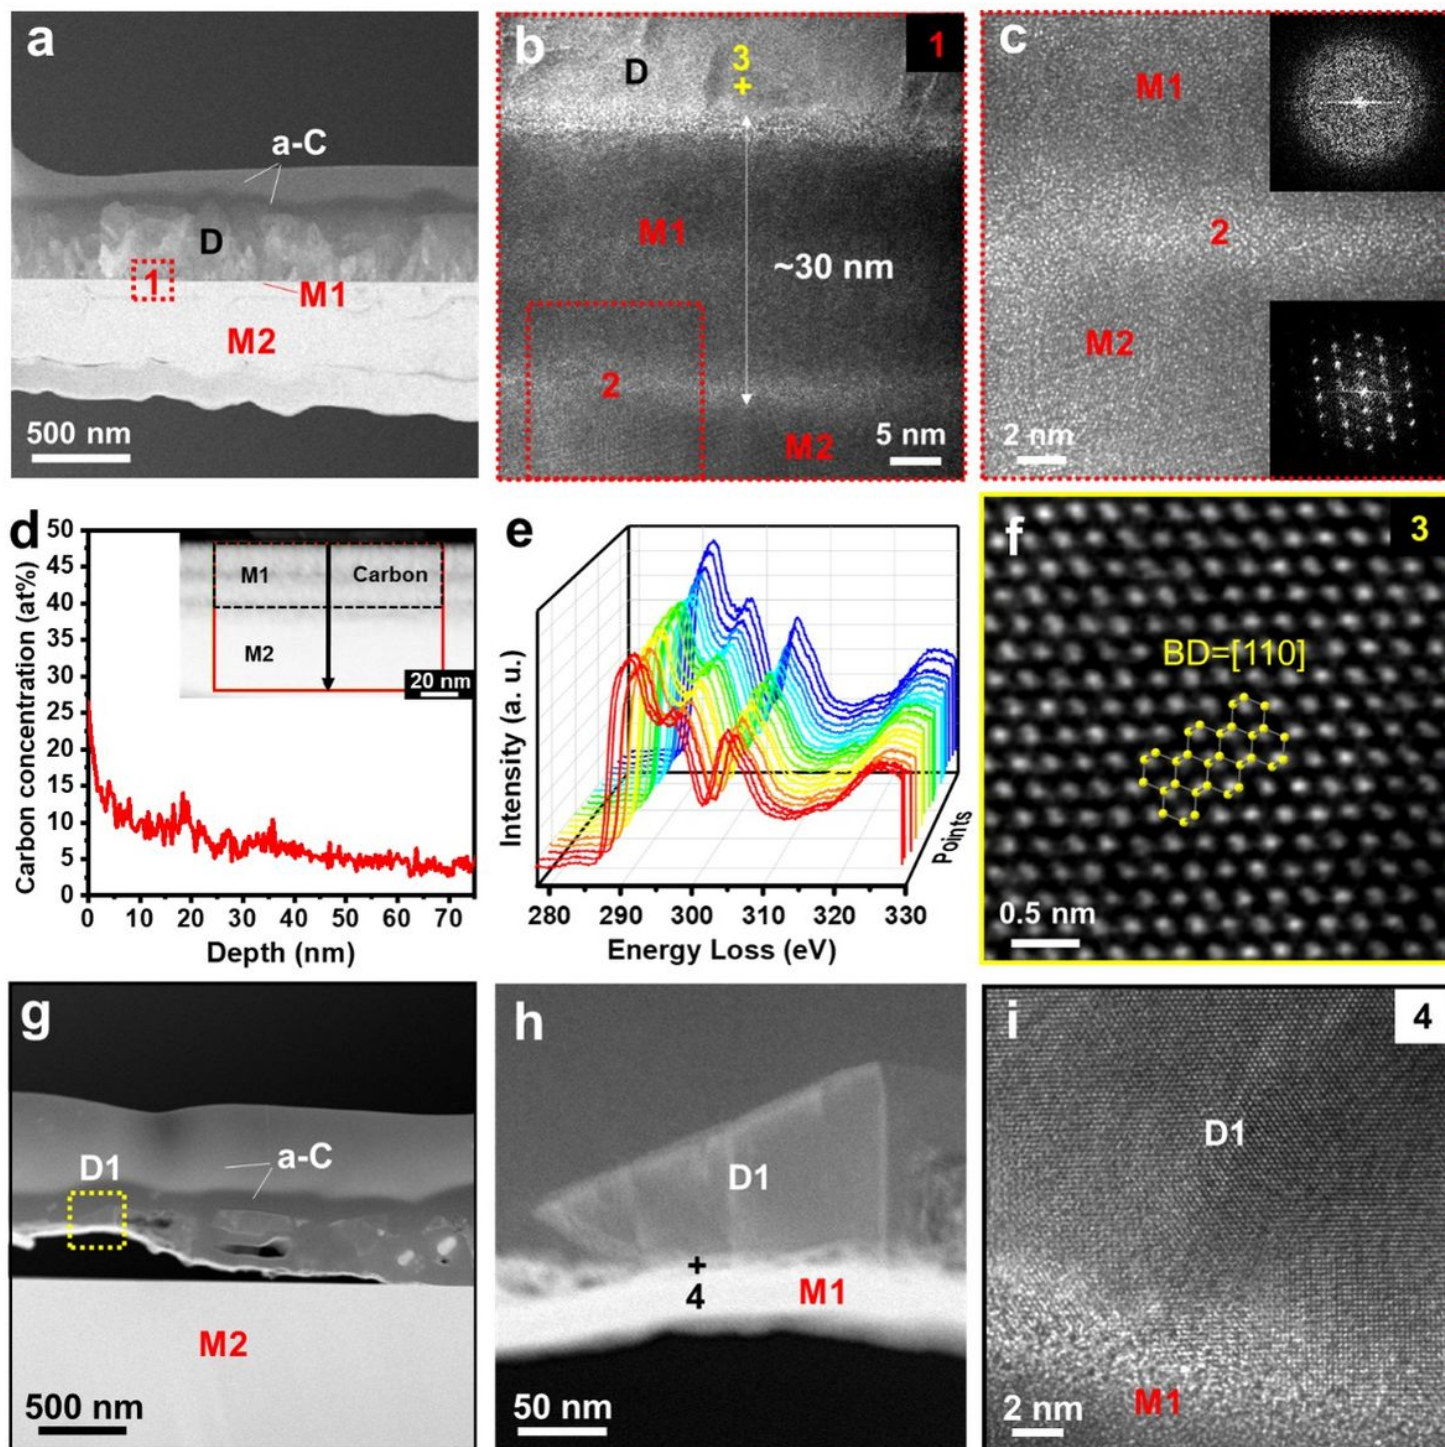 a
a-C
D
1
M1
M2
500 nm
b
1
D
3
+
M1
~30 nm
2
M2
5 nm
c
M1
2
M2
2 nm
d
Carbon concentration (at%)
50
45
40
35
30
25
20
15
10
5
0
0 10 20 30 40 50 60 70
Depth (nm)
M1
Carbon
M2
20 nm
e
Intensity (a. u.)
280 290 300 310 320 330
Energy Loss (eV)
Points
f
3
BD=[110]
0.5 nm
g
a-C
D1
M2
500 nm
h
D1
+
4
M1
50 nm
i
4
D1
M1
2 nm